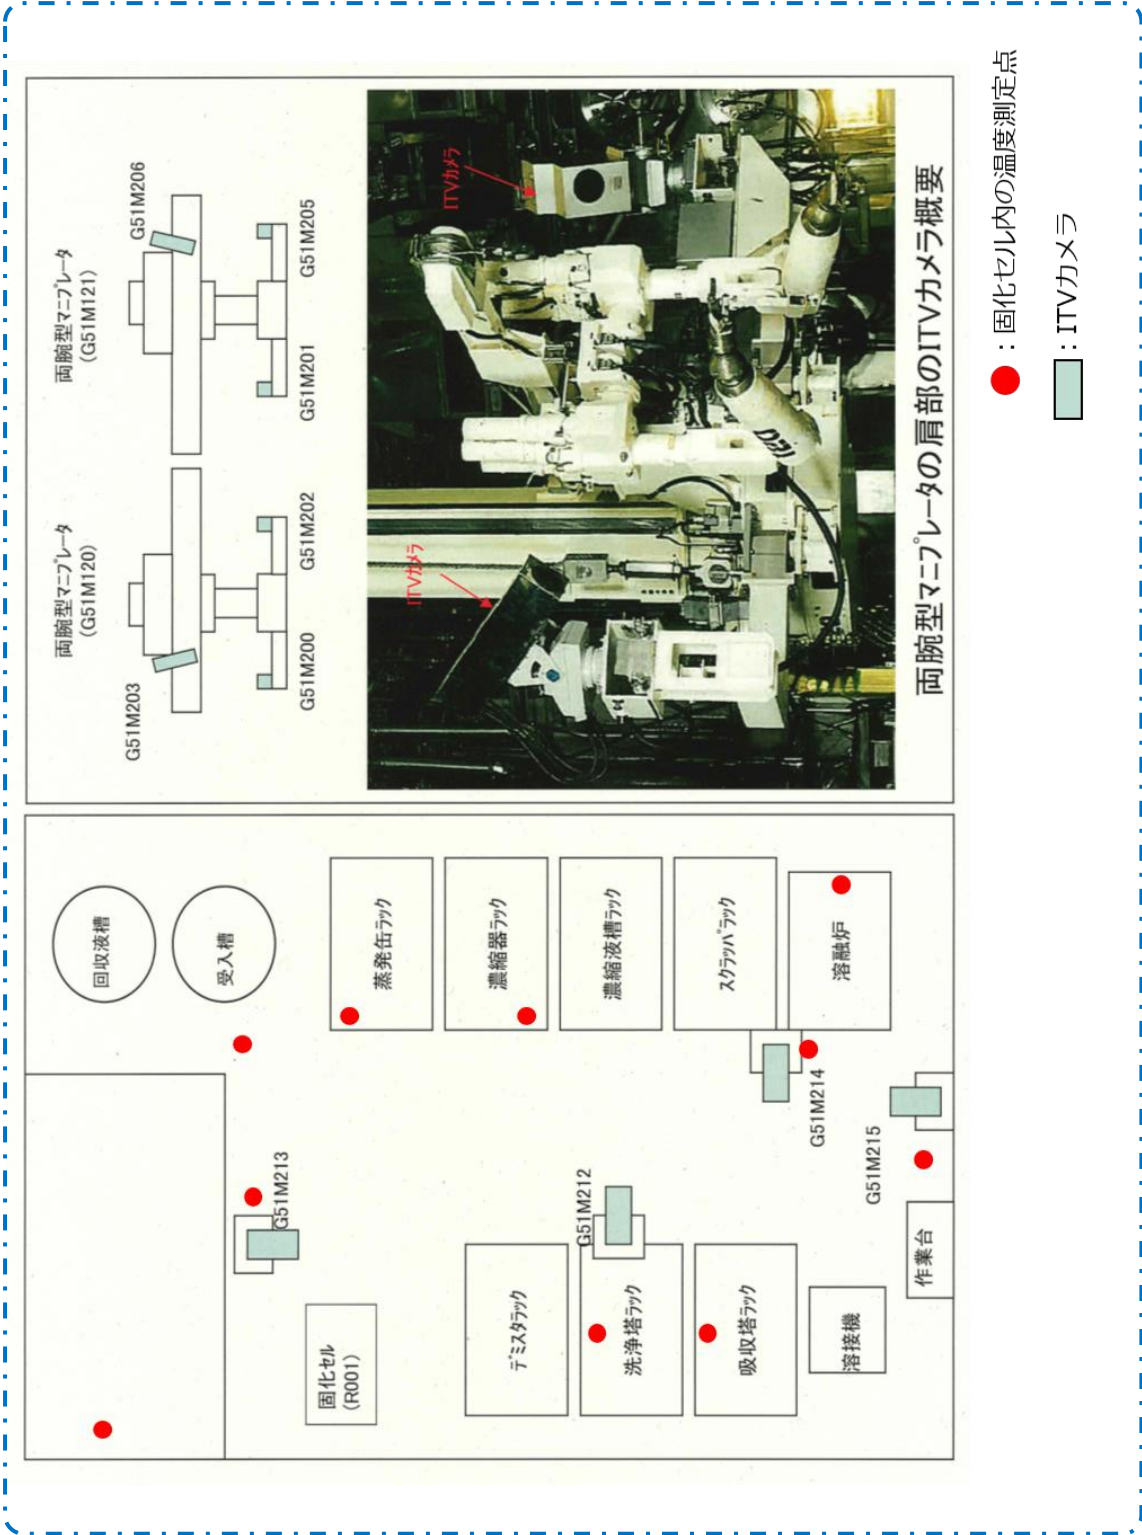 回収液槽
受入槽
蒸発缶ラック
濃縮器ラック
濃縮液槽ラック
スクラッパラック
溶融炉
G51M213
G51M212
G51M214
G51M215
固化セル
(R001)
デミスタラック
洗浄塔ラック
吸収塔ラック
溶接機
作業台
両腕型マニプレータ
(G51M120)
G51M203
G51M200
G51M202
両腕型マニプレータ
(G51M121)
G51M206
G51M201
G51M205
ITVカメラ
ITVカメラ
両腕型マニプレータの肩部のITVカメラ概要
：固化セル内の温度測定点
：ITVカメラ